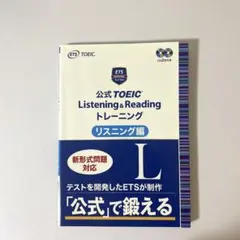 ETS TOEIC
ETS
公式 TOEIC
Listening & Reading
トレーニング
リスニング編
新形式問題
対応
L
テストを開発したETSが制作
「公式」で鍛える